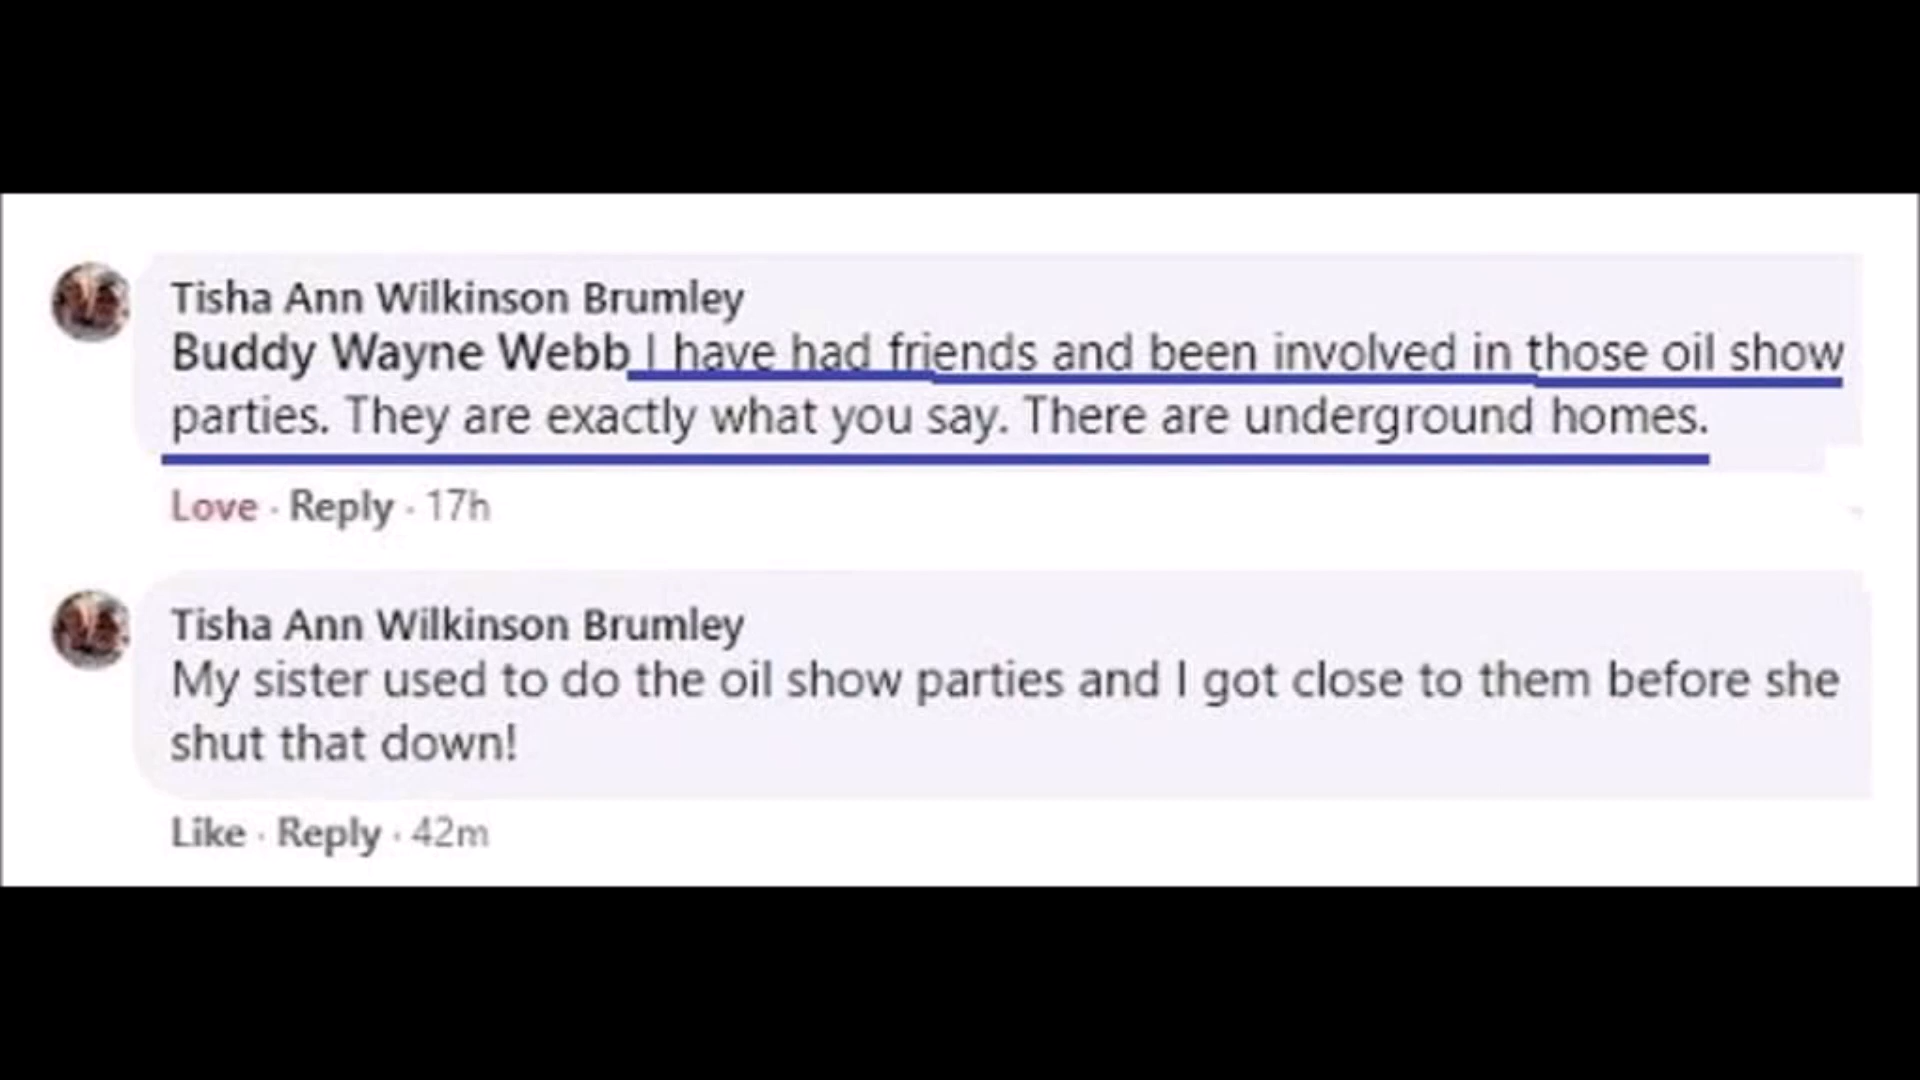 Tisha Ann Wilkinson Brumley
Buddy Wayne Webb I have had friends and been involved in those oil show
parties. They are exactly what you say. There are underground homes.
Love · Reply · 17h
Tisha Ann Wilkinson Brumley
My sister used to do the oil show parties and I got close to them before she
shut that down!
Like · Reply · 42m